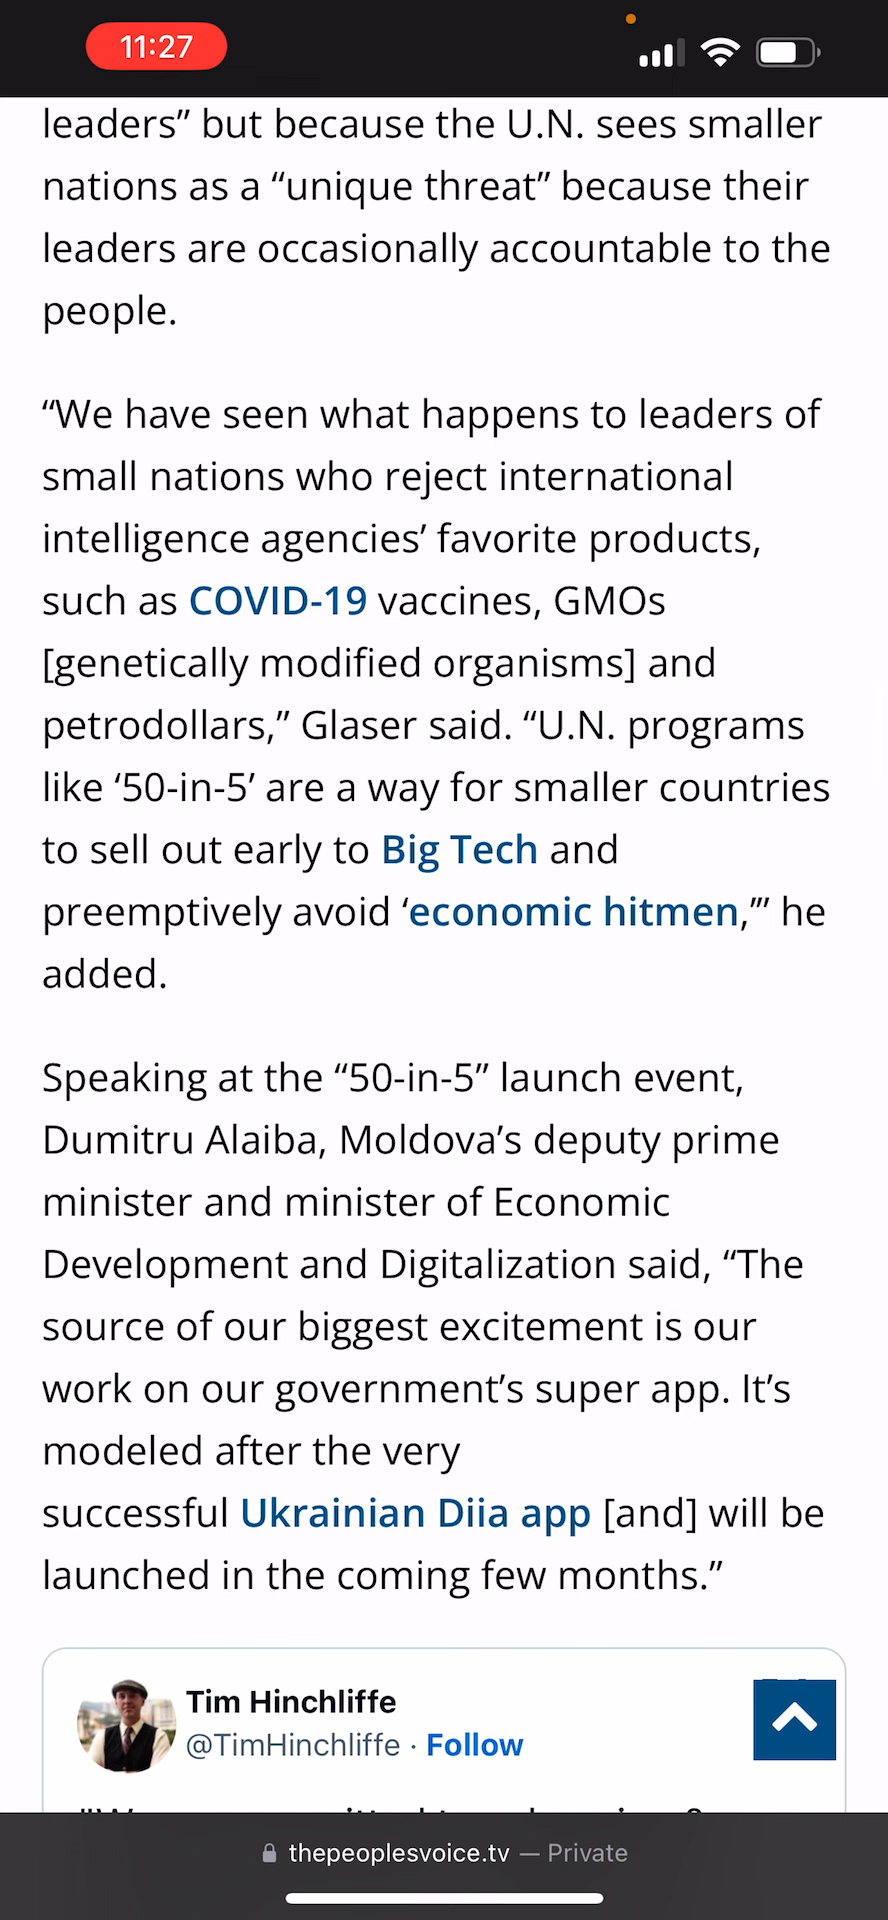 11:27
leaders” but because the U.N. sees smaller
nations as a “unique threat” because their
leaders are occasionally accountable to the
people.
“We have seen what happens to leaders of
small nations who reject international
intelligence agencies’ favorite products,
such as COVID-19 vaccines, GMOs
[genetically modified organisms] and
petrodollars,” Glaser said. “U.N. programs
like ‘50-in-5’ are a way for smaller countries
to sell out early to Big Tech and
preemptively avoid ‘economic hitmen,’” he
added.
Speaking at the “50-in-5” launch event,
Dumitru Alaiba, Moldova’s deputy prime
minister and minister of Economic
Development and Digitalization said, “The
source of our biggest excitement is our
work on our government’s super app. It’s
modeled after the very
successful Ukrainian Diia app [and] will be
launched in the coming few months.”
Tim Hinchliffe
@TimHinchliffe · Follow
thepeoplesvoice.tv — Private